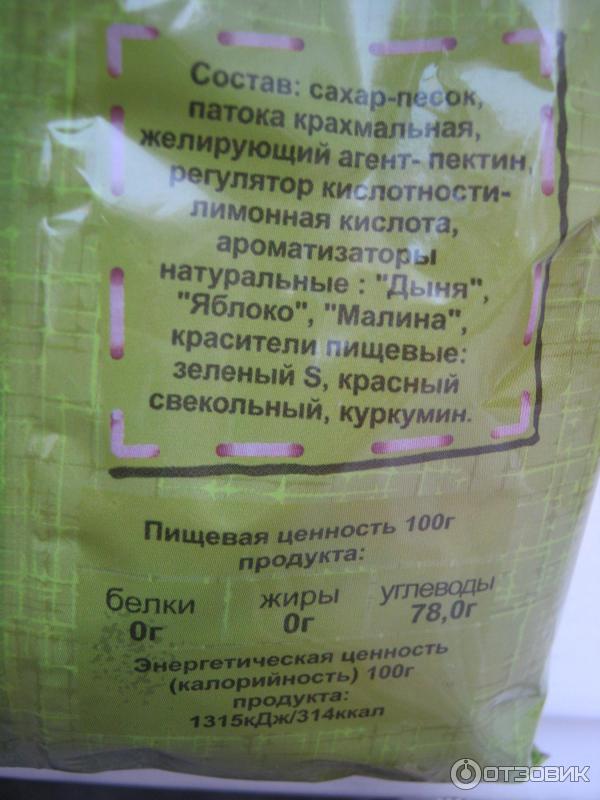 Состав: сахар-песок,
патока крахмальная,
желирующий агент- пектин,
регулятор кислотности-
лимонная кислота,
ароматизаторы
натуральные : "Дыня",
"Яблоко", "Малина",
красители пищевые:
зеленый S, красный
свекольный, куркумин.
Пищевая ценность 100г
продукта:
белки жиры углеводы
0г 0г 78,0г
Энергетическая ценность
(калорийность) 100г
продукта:
1315кДж/314ккал
ОТЗОВИК